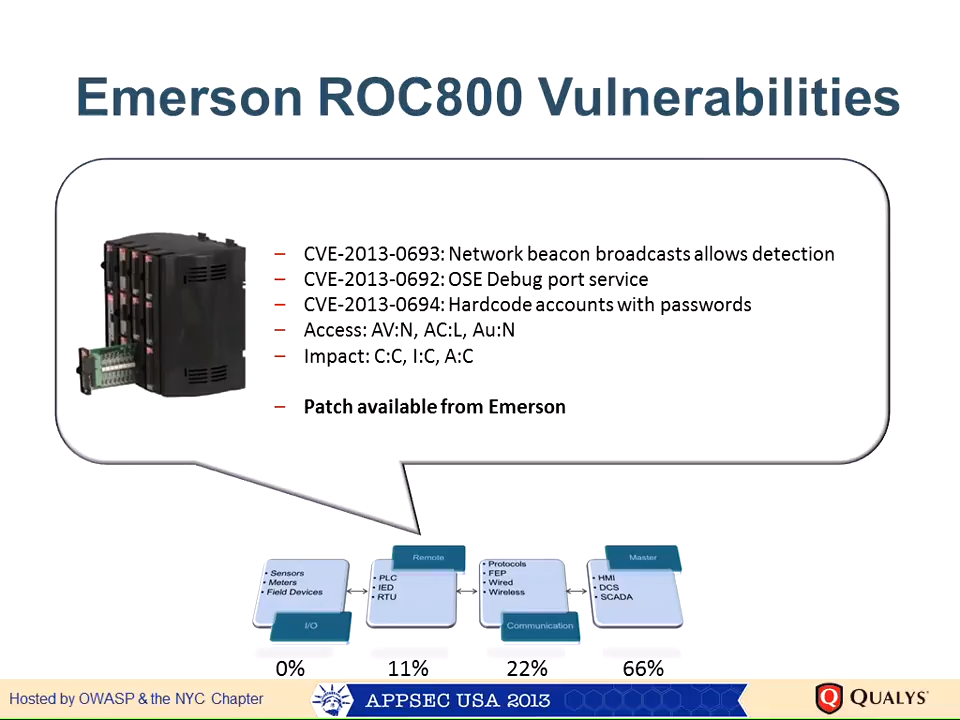 Emerson ROC800 Vulnerabilities
– CVE-2013-0693: Network beacon broadcasts allows detection
– CVE-2013-0692: OSE Debug port service
– CVE-2013-0694: Hardcode accounts with passwords
– Access: AV:N, AC:L, Au:N
– Impact: C:C, I:C, A:C
– Patch available from Emerson
• Sensors
• Meters
• Field Devices
I/O
Remote
• PLC
• IED
• RTU
• Protocols
• FEP
• Wired
• Wireless
Communication
Master
• HMI
• DCS
• SCADA
0% 11% 22% 66%
Hosted by OWASP & the NYC Chapter
APPSEC USA 2013
QUALYS